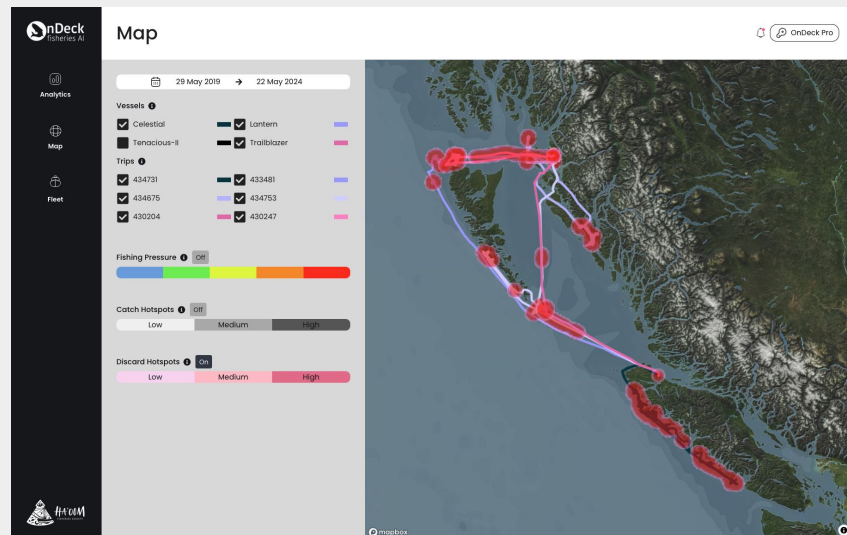 OnDeck
fisheries AI
Map
OnDeck Pro
Analytics
Map
Fleet
29 May 2019 → 22 May 2024
Vessels
Celestial
Lantern
Tenacious-II
Trailblazer
Trips
434731
433481
434675
434753
430204
430247
Fishing Pressure Off
Catch Hotspots Off
Low Medium High
Discard Hotspots On
Low Medium High
HA'OOM
mapbox